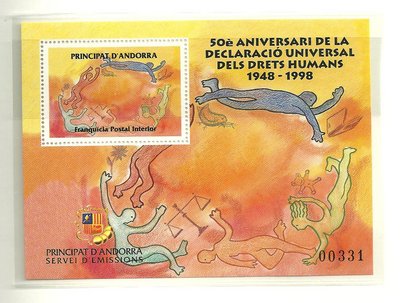 PRINCIPAT D'ANDORRA
Franquicia Postal Interior
50è ANIVERSARI DE LA
DECLARACIÓ UNIVERSAL
DELS DRETS HUMANS
1948 - 1998
PRINCIPAT D'ANDORRA
SERVEI D'EMISSIONS
00331